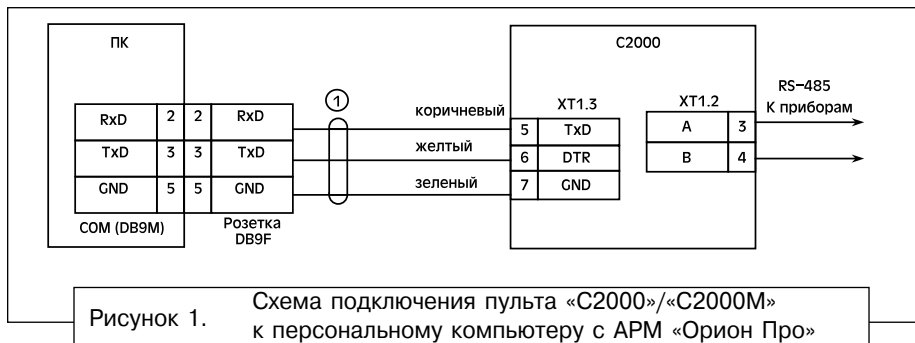 ПК
С2000
RxD 2 2 RxD
TxD 3 3 TxD
GND 5 5 GND
COM (DB9M)
Розетка
DB9F
1
коричневый
желтый
зеленый
XT1.3
5 TxD
6 DTR
7 GND
XT1.2
A 3
B 4
RS-485
К приборам
Рисунок 1. Схема подключения пульта «С2000»/«С2000М»
к персональному компьютеру с АРМ «Орион Про»